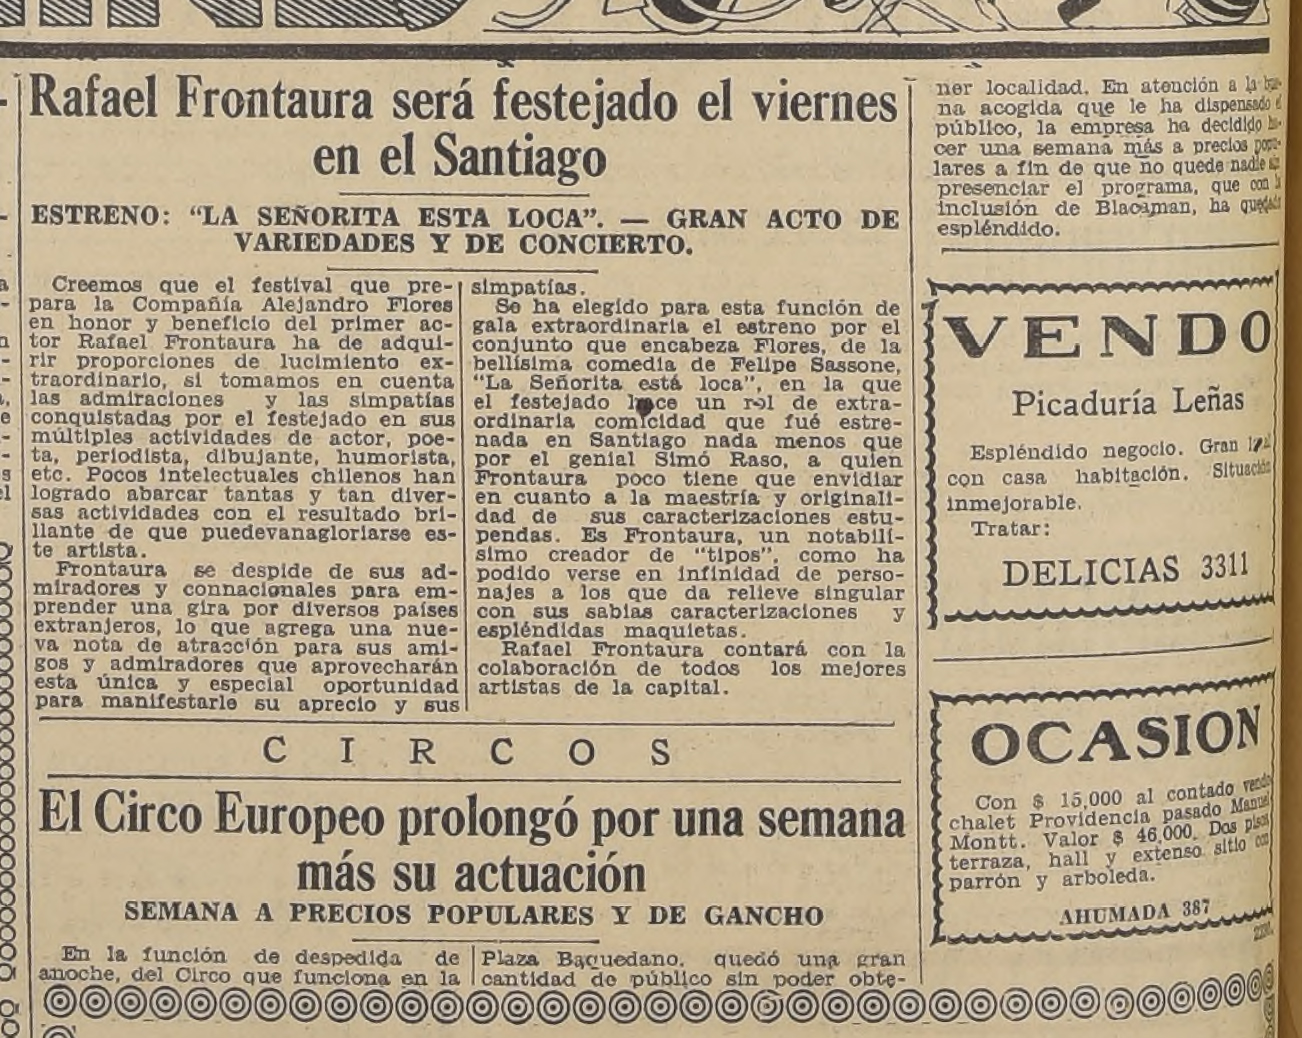 Rafael Frontaura será festejado el viernes
en el Santiago
ESTRENO: “LA SEÑORITA ESTA LOCA”. — GRAN ACTO DE
VARIEDADES Y DE CONCIERTO.
Creemos que el festival que pre-
para la Compañía Alejandro Flores
en honor y beneficio del primer ac-
tor Rafael Frontaura ha de adqui-
rir proporciones de lucimiento ex-
traordinario, si tomamos en cuenta
las admiraciones y las simpatías
conquistadas por el festejado en sus
múltiples actividades de actor, poe-
ta, periodista, dibujante, humorista,
etc. Pocos intelectuales chilenos han
logrado abarcar tantas y tan diver-
sas actividades con el resultado bri-
llante de que puedevanagloriarse es-
te artista.
Frontaura se despide de sus ad-
miradores y connacionales para em-
prender una gira por diversos países
extranjeros, lo que agrega una nue-
va nota de atracción para sus ami-
gos y admiradores que aprovecharán
esta única y especial oportunidad
para manifestarle su aprecio y sus
simpatías.
Se ha elegido para esta función de
gala extraordinaria el estreno por el
conjunto que encabeza Flores, de la
bellísima comedia de Felipe Sassone,
“La Señorita está loca”, en la que
el festejado hace un rol de extra-
ordinaria comicidad que fué estre-
nada en Santiago nada menos que
por el genial Simó Raso, a quien
Frontaura poco tiene que envidiar
en cuanto a la maestría y originali-
dad de sus caracterizaciones estu-
pendas. Es Frontaura, un notabilí-
simo creador de “tipos”, como ha
podido verse en infinidad de perso-
najes a los que da relieve singular
con sus sabias caracterizaciones y
espléndidas maquietas.
Rafael Frontaura contará con la
colaboración de todos los mejores
artistas de la capital.
CIRCOS
El Circo Europeo prolongó por una semana
más su actuación
SEMANA A PRECIOS POPULARES Y DE GANCHO
En la función de despedida de
anoche, del Circo que funciona en la
Plaza Baquedano, quedó una gran
cantidad de público sin poder obte-
ner localidad. En atención a la bue-
na acogida que le ha dispensado el
público, la empresa ha decidido ha-
cer una semana más a precios popu-
lares a fin de que no quede nadie sin
presenciar el programa, que con la
inclusión de Blacaman, ha quedado
espléndido.
VENDO
Picaduría Leñas
Espléndido negocio. Gran
con casa habitación. Situación
inmejorable.
Tratar:
DELICIAS 3311
OCASION
Con $ 15,000 al contado vendo
chalet Providencia pasado Manuel
Montt. Valor $ 46,000. Dos pisos
terraza, hall y extenso sitio con
parrón y arboleda.
AHUMADA 387